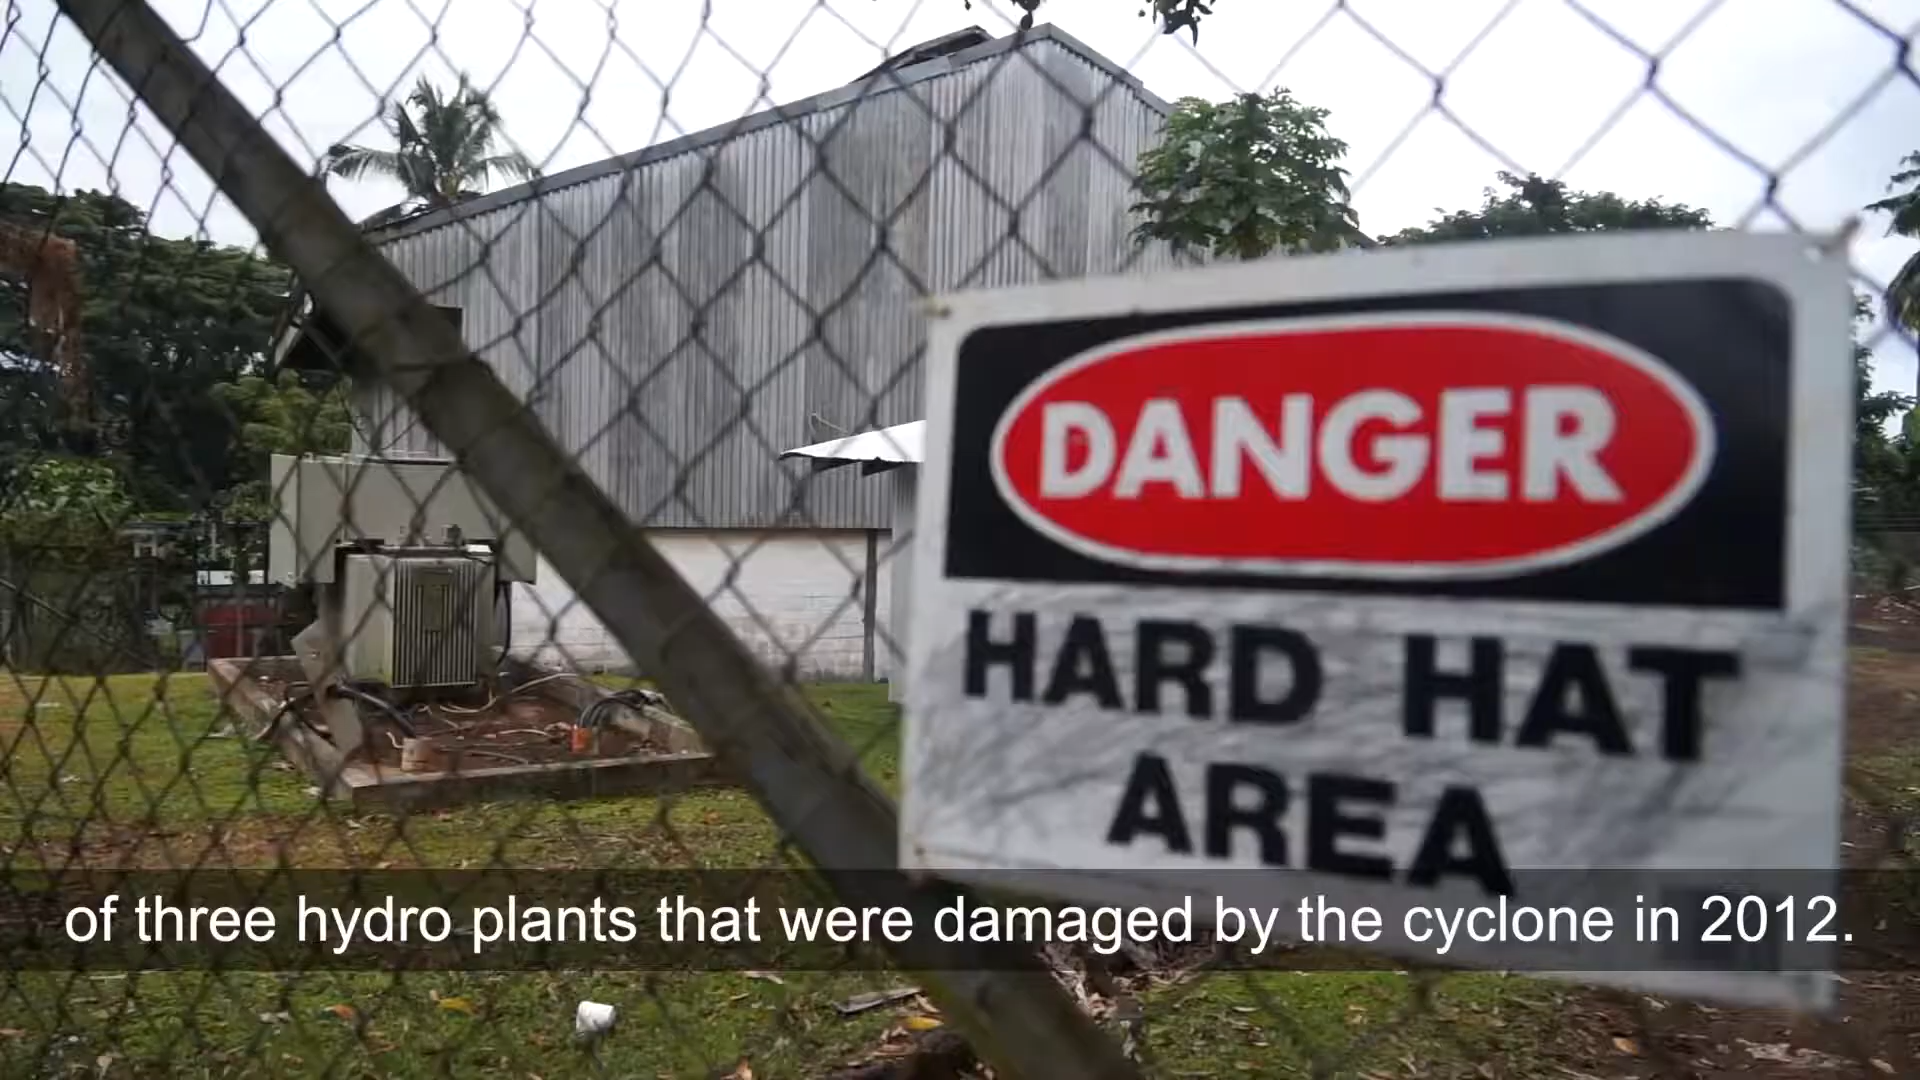 DANGER
HARD HAT
AREA
of three hydro plants that were damaged by the cyclone in 2012.